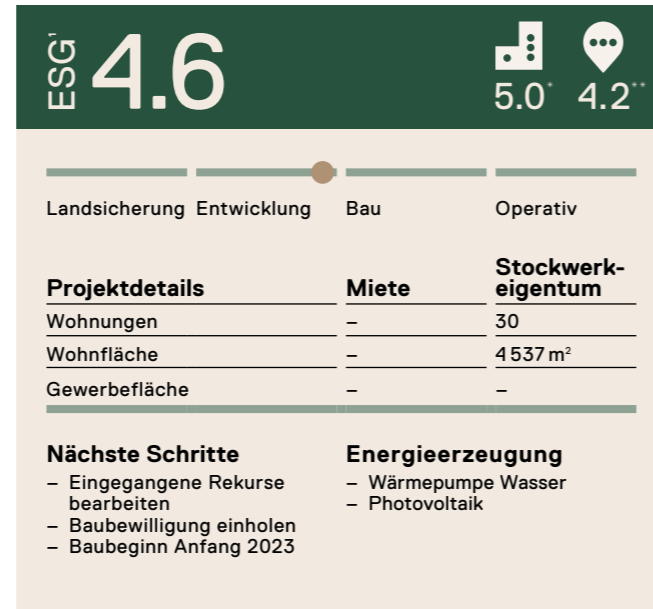 ESG¹ 4.6
5.0* 4.2**
Landsicherung Entwicklung Bau Operativ
Projektdetails Miete Stockwerk-
eigentum
Wohnungen – 30
Wohnfläche – 4 537 m²
Gewerbefläche – –
Nächste Schritte
– Eingegangene Rekurse
bearbeiten
– Baubewilligung einholen
– Baubeginn Anfang 2023
Energieerzeugung
– Wärmepumpe Wasser
– Photovoltaik